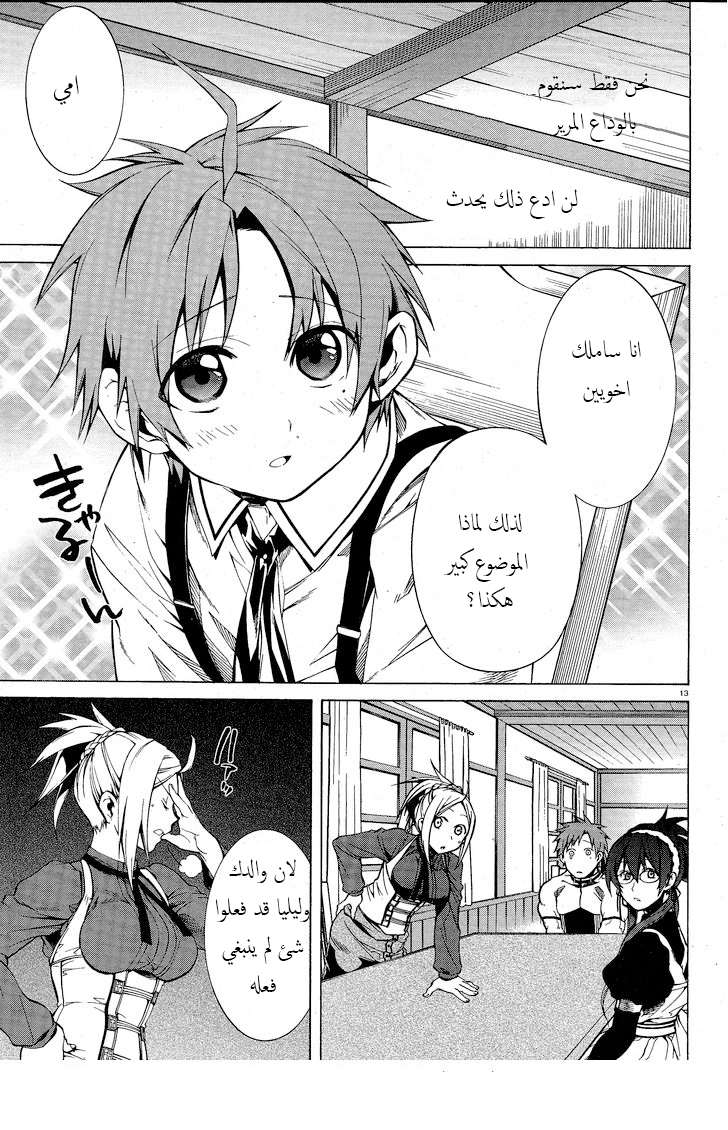 نحن فقط سنقوم
بالوداع المرير
لن ادع ذلك يحدث
امي
انا ساملك
اخويين
لذلك لماذا
الموضوع كبير
هكذا؟
きゃるーん
13
لان والدك
وليليا قد فعلوا
شئ لم ينبغي
فعله